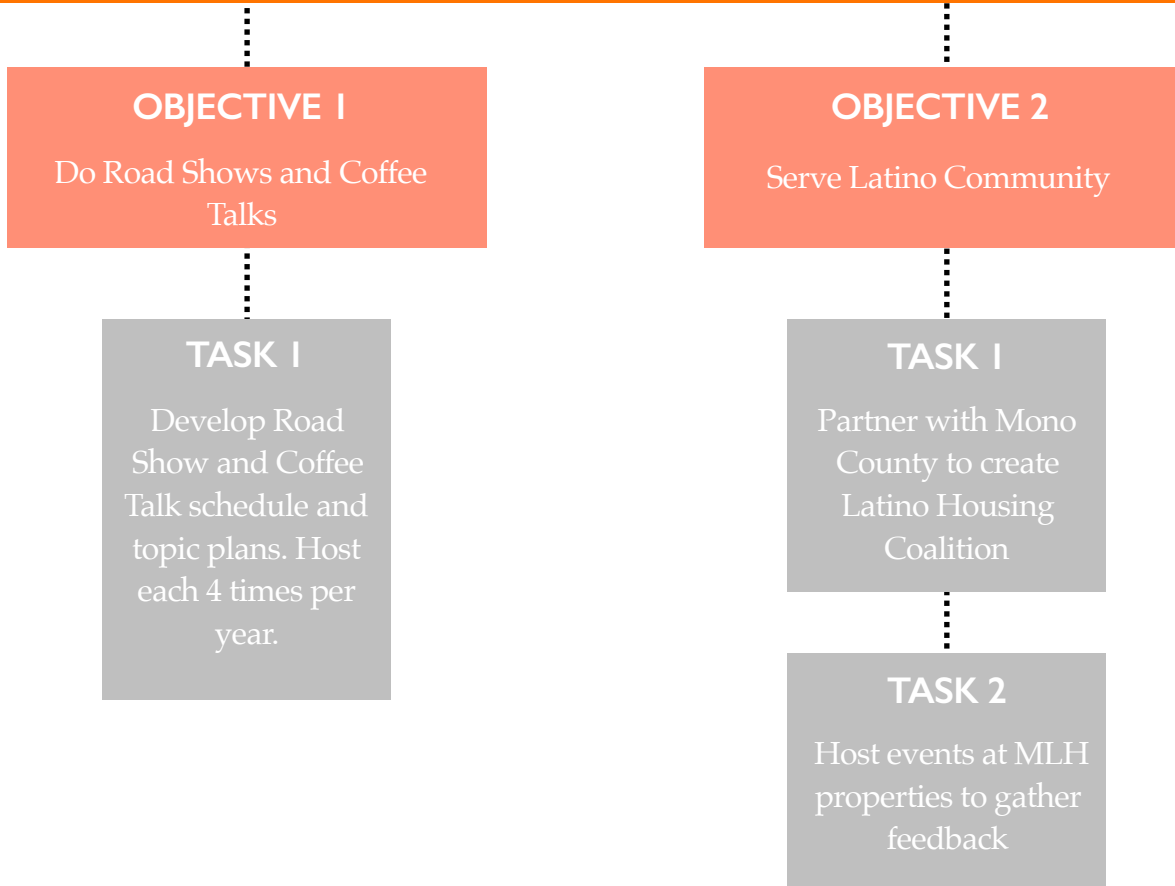 OBJECTIVE 1
Do Road Shows and Coffee
Talks
TASK 1
Develop Road
Show and Coffee
Talk schedule and
topic plans. Host
each 4 times per
year.
OBJECTIVE 2
Serve Latino Community
TASK 1
Partner with Mono
County to create
Latino Housing
Coalition
TASK 2
Host events at MLH
properties to gather
feedback